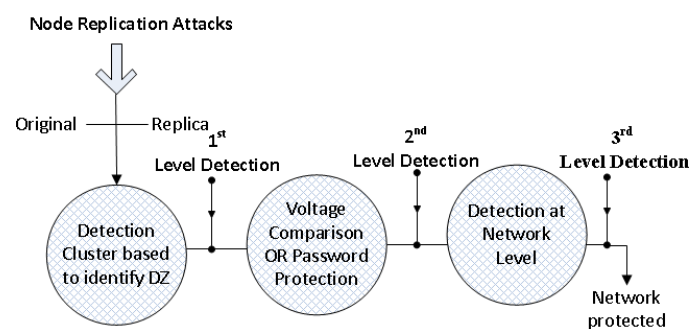 Node Replication Attacks
Original
Replica
1st
Level Detection
2nd
Level Detection
3rd
Level Detection
Detection
Cluster based
to identify DZ
Voltage
Comparison
OR Password
Protection
Detection at
Network
Level
Network
protected